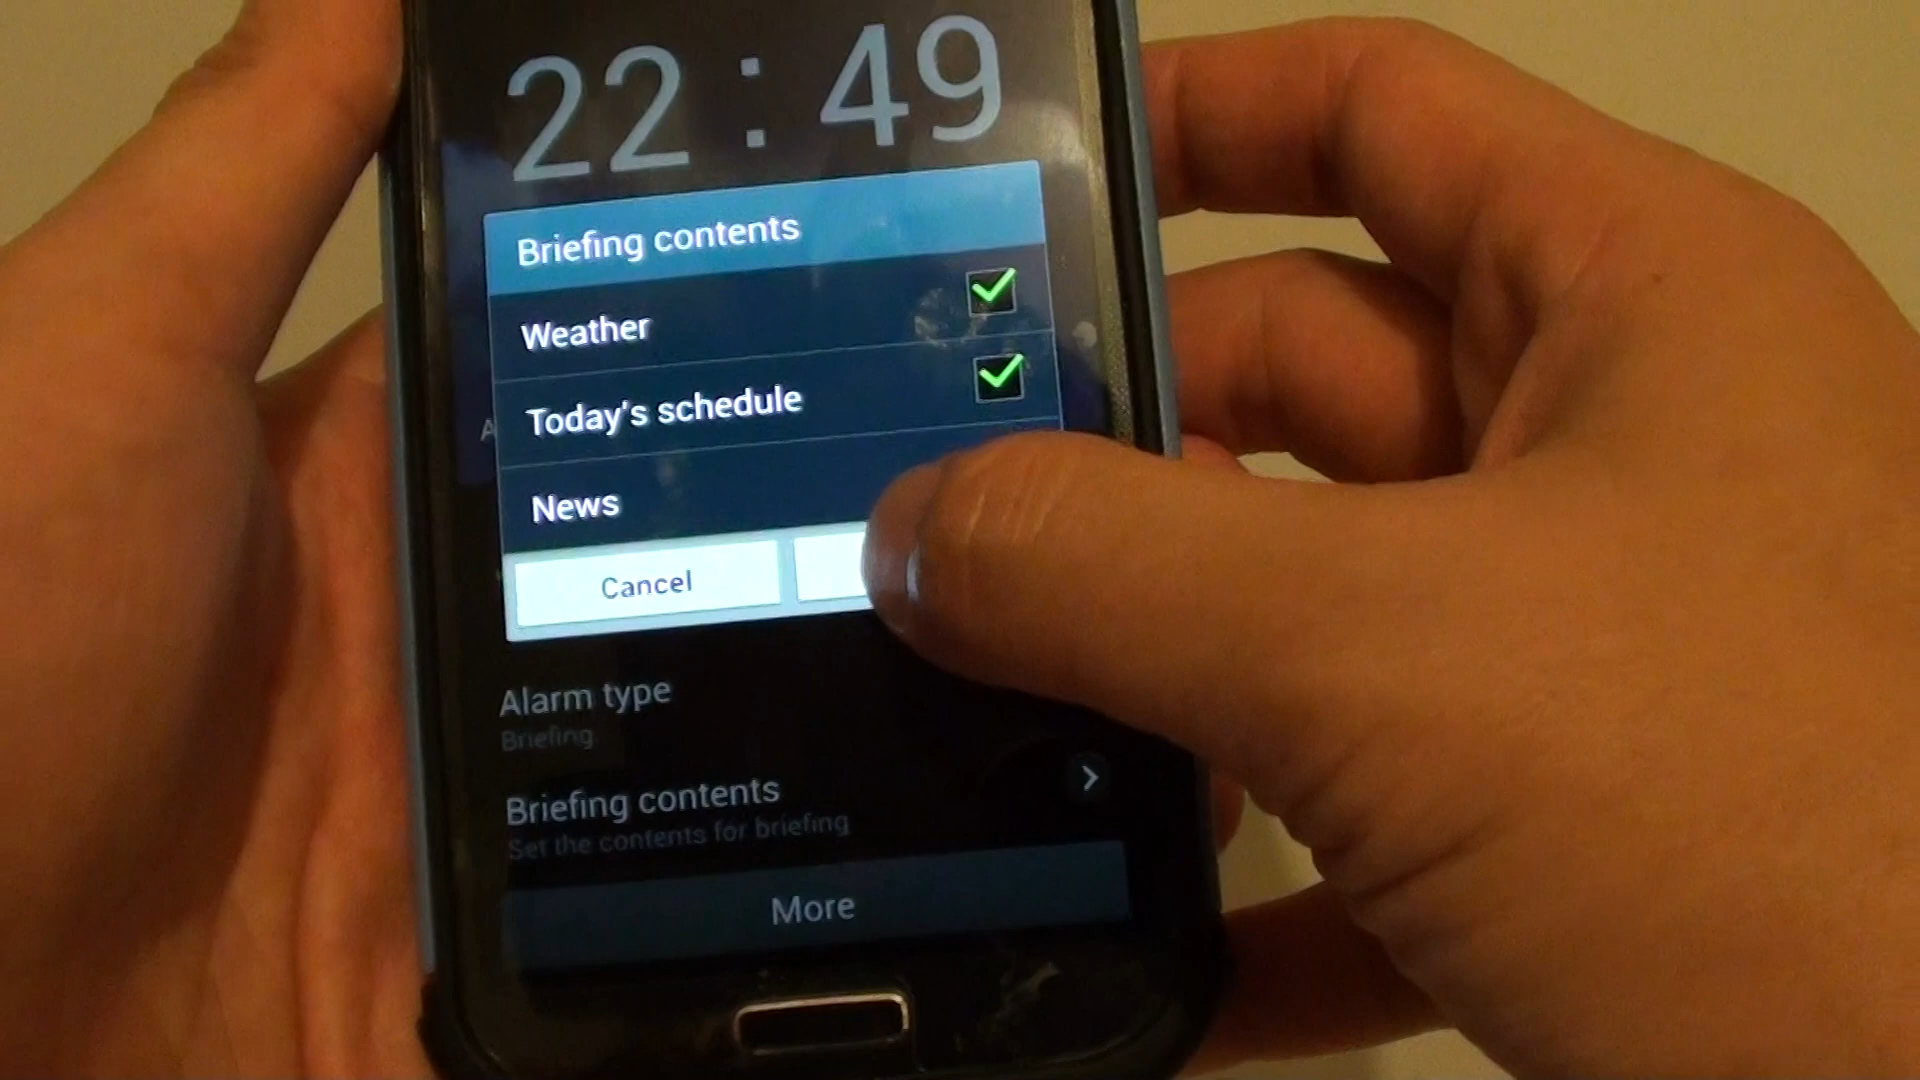 22 : 49
Briefing contents
Weather
Today's schedule
News
Cancel
Alarm type
Briefing
Briefing contents
Set the contents for briefing
More